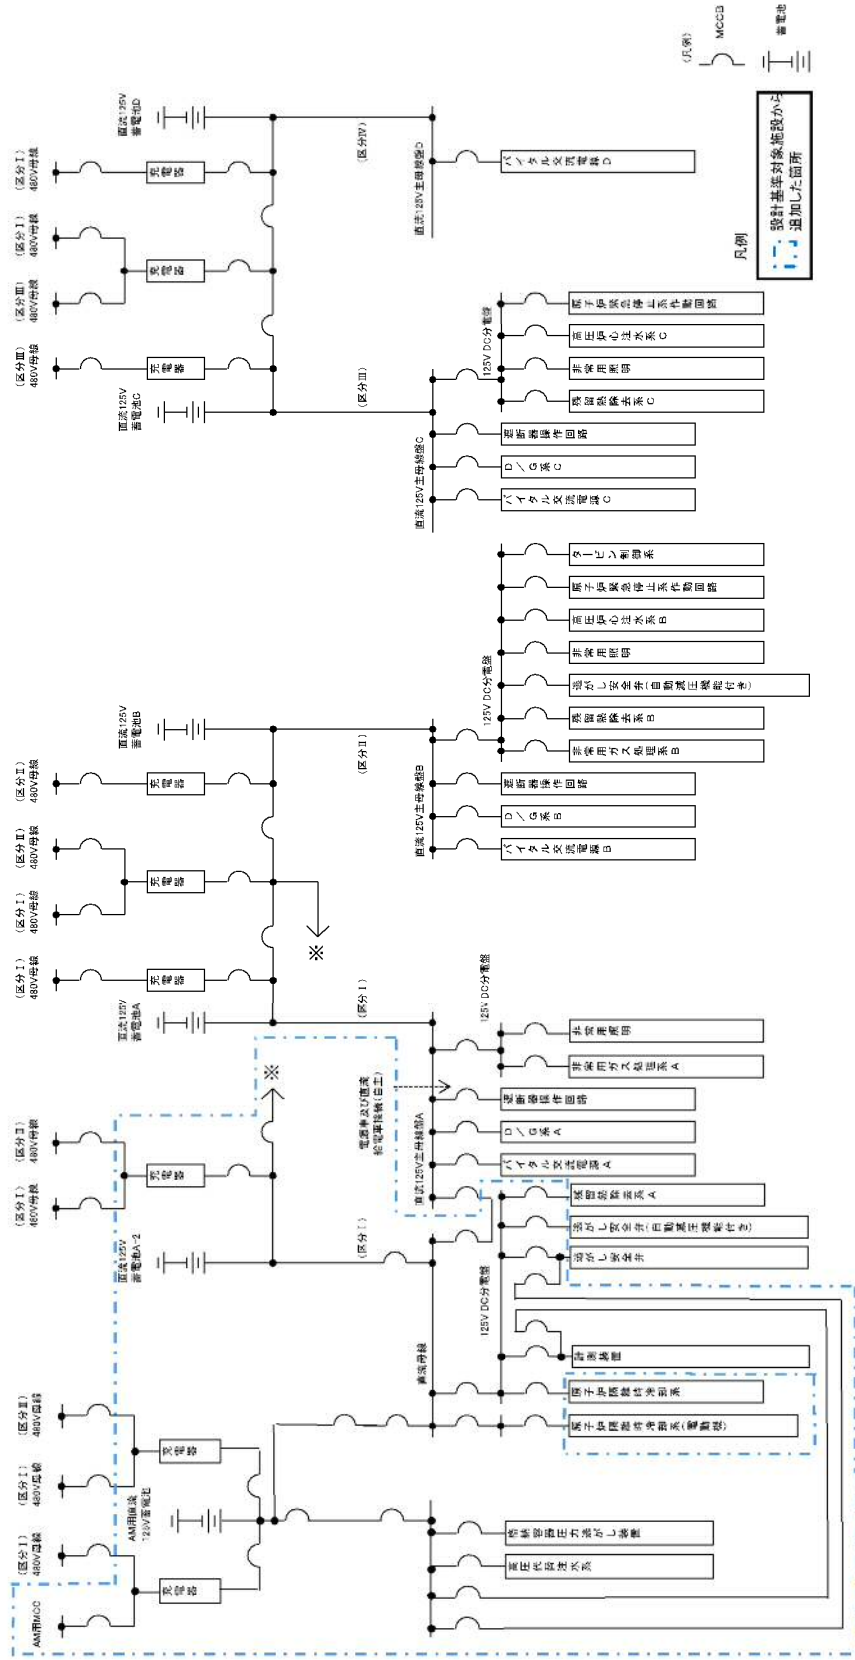 (区分Ⅰ)
480V母線
充電器
直流125V
蓄電池D
(区分Ⅳ)
直流125V主母線盤D
バイタル交流電源D
(区分Ⅰ)
480V母線
(区分Ⅲ)
480V母線
充電器
(区分Ⅲ)
480V母線
充電器
直流125V
蓄電池C
(区分Ⅲ)
直流125V主母線盤C
125V DC分電盤
原子炉緊急停止系作動回路
高圧炉心注水系C
非常用照明
残留熱除去系C
遮断器操作回路
D/G系C
バイタル交流電源C
(区分Ⅱ)
480V母線
充電器
直流125V
蓄電池B
(区分Ⅱ)
直流125V主母線盤B
125V DC分電盤
タービン制御系
原子炉緊急停止系作動回路
高圧炉心注水系B
非常用照明
逃がし安全弁(自動減圧機能付き)
残留熱除去系B
非常用ガス処理系B
遮断器操作回路
D/G系B
バイタル交流電源B
(区分Ⅱ)
480V母線
(区分Ⅰ)
480V母線
充電器
※
(区分Ⅰ)
480V母線
充電器
直流125V
蓄電池A
(区分Ⅰ)
直流125V主母線盤A
125V DC分電盤
非常用照明
非常用ガス処理系A
遮断器操作回路
D/G系A
バイタル交流電源A
電源車及び直流
給電車接続(自主)
※
(区分Ⅱ)
480V母線
(区分Ⅰ)
480V母線
充電器
直流125V
蓄電池A-2
(区分Ⅰ)
直流母線
125V DC分電盤
残留熱除去系A
逃がし安全弁(自動減圧機能付き)
逃がし安全弁
計測装置
原子炉隔離時冷却系
原子炉隔離時冷却系(電動弁)
(区分Ⅱ)
480V母線
(区分Ⅰ)
480V母線
充電器
AM用直流
125V蓄電池
(区分Ⅰ)
480V母線
AM用MCC
充電器
格納容器圧力逃がし装置
高圧代替注水系
(凡例)
MCCB
蓄電池
凡例
設計基準対象施設から
追加した箇所